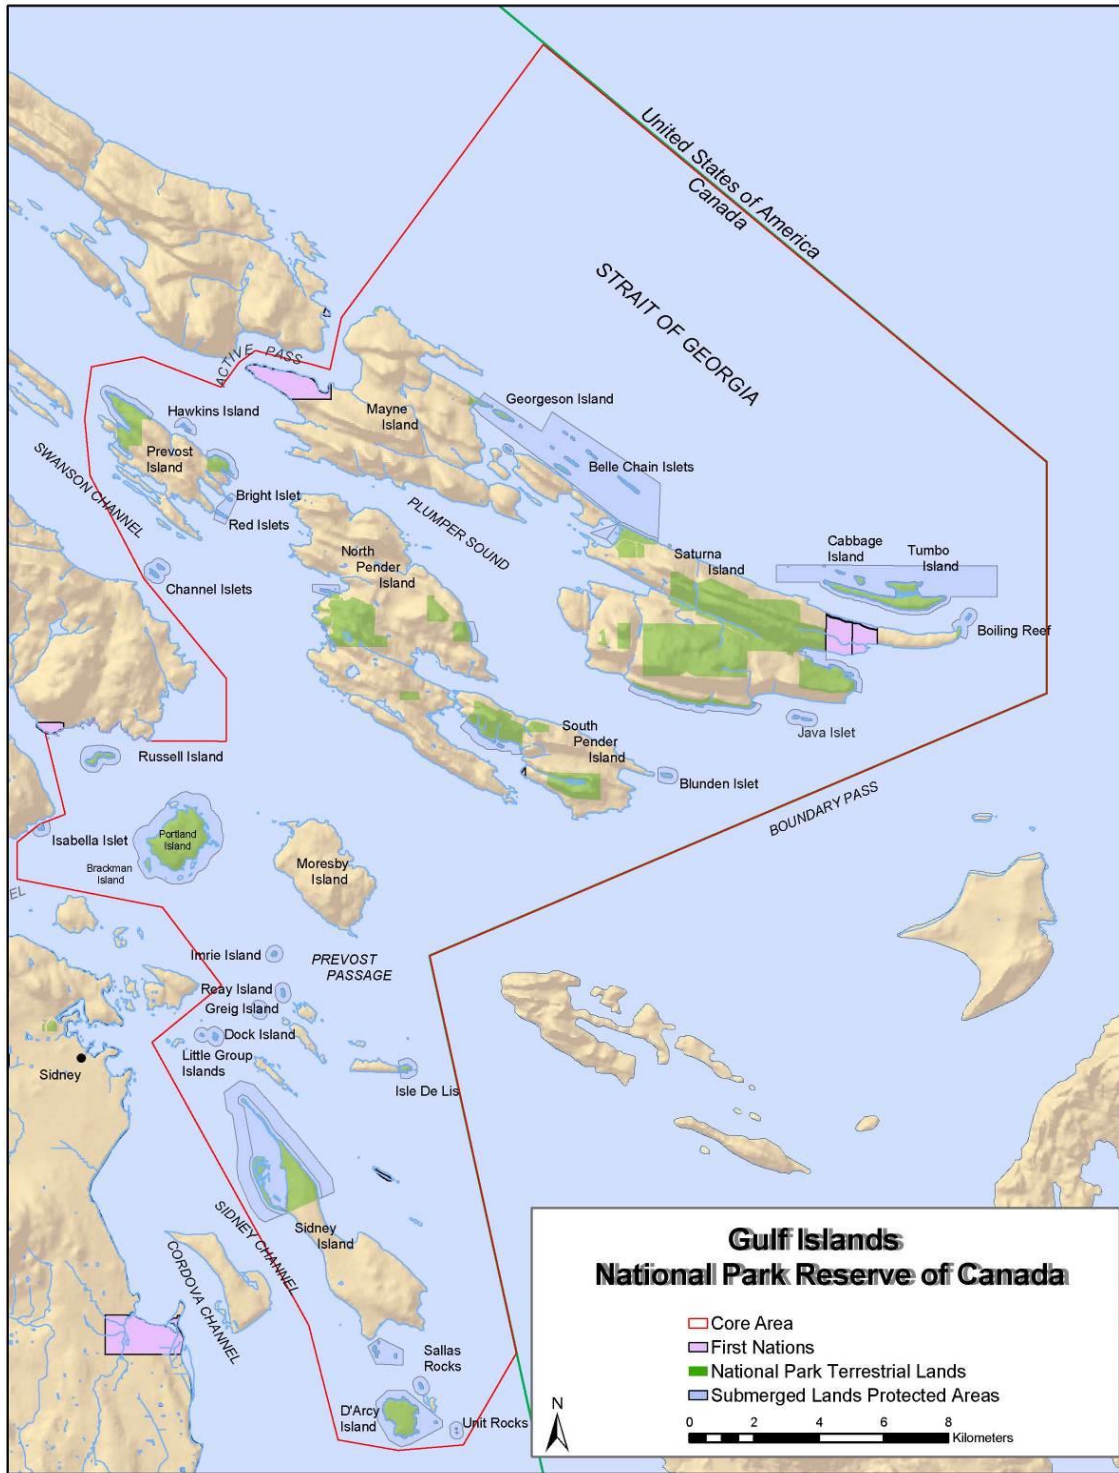 United States of America
Canada
STRAIT OF GEORGIA
ACTIVE PASS
Hawkins Island
Mayne
Island
Georgeson Island
SWANSON CHANNEL
Prevost
Island
Belle Chain Islets
Bright Islet
Red Islets
PLUMPER SOUND
North
Pender
Island
Saturna
Island
Cabbage
Island
Tumbo
Island
Channel Islets
Boiling Reef
South
Pender
Island
Java Islet
Russell Island
Blunden Islet
BOUNDARY PASS
Isabella Islet
Portland
Island
Brackman
Island
Moresby
Island
EL
Imrie Island
PREVOST
PASSAGE
Reay Island
Greig Island
Dock Island
Little Group
Islands
Sidney
Isle De Lis
SIDNEY CHANNEL
Sidney
Island
CORDOVA CHANNEL
Sallas
Rocks
D'Arcy
Island
Unit Rocks
Gulf Islands
National Park Reserve of Canada
Core Area
First Nations
National Park Terrestrial Lands
Submerged Lands Protected Areas
N
0 2 4 6 8
Kilometers